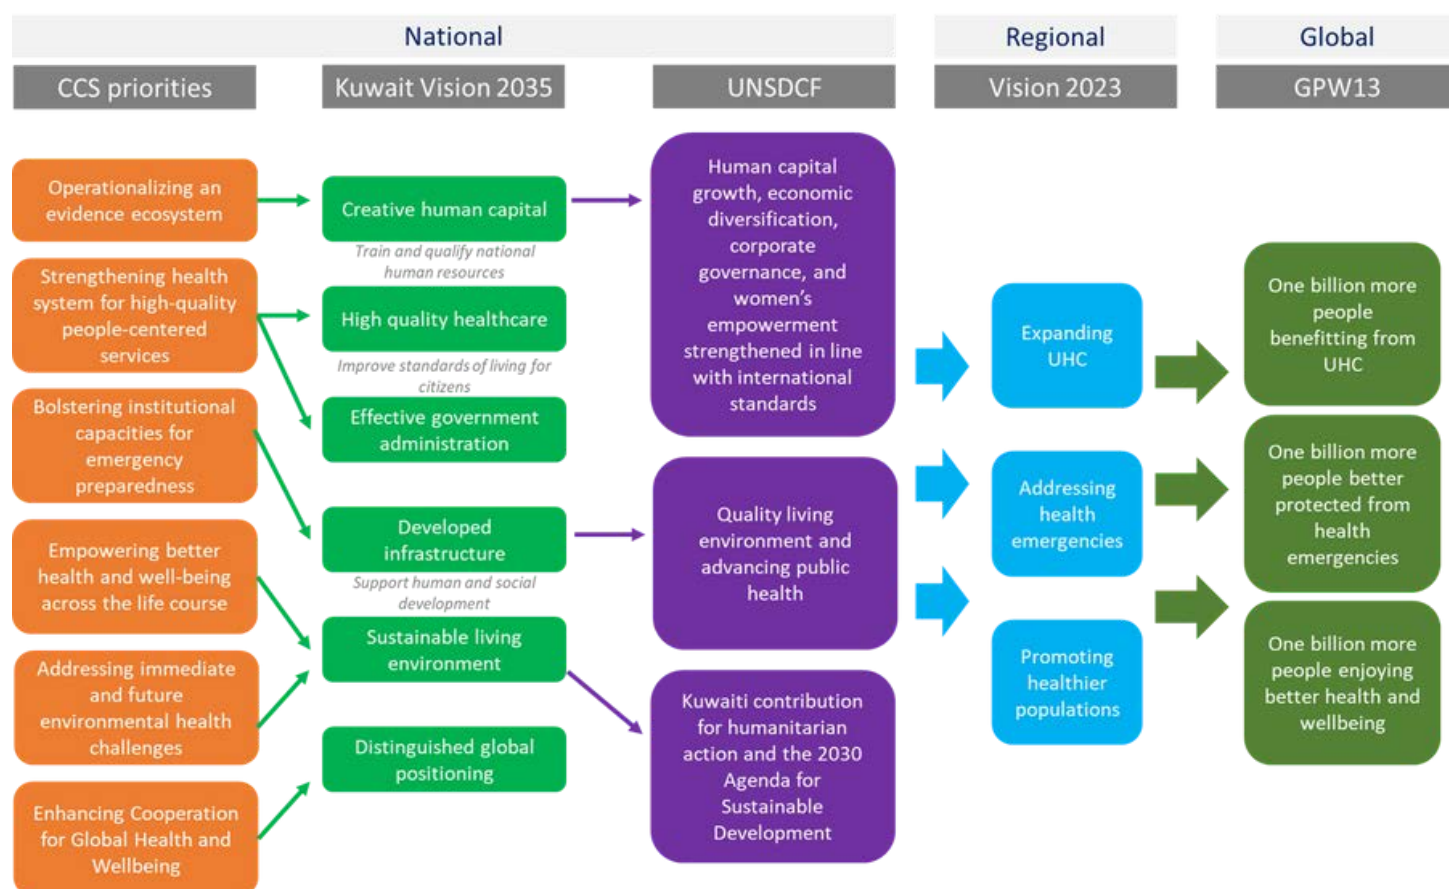 National
Regional
Global
CCS priorities
Kuwait Vision 2035
UNSDCF
Vision 2023
GPW13
Operationalizing an
evidence ecosystem
Strengthening health
system for high-quality
people-centered
services
Bolstering institutional
capacities for
emergency
preparedness
Empowering better
health and well-being
across the life course
Addressing immediate
and future
environmental health
challenges
Enhancing Cooperation
for Global Health and
Wellbeing
Creative human capital
Train and qualify national
human resources
High quality healthcare
Improve standards of living for
citizens
Effective government
administration
Developed
infrastructure
Support human and social
development
Sustainable living
environment
Distinguished global
positioning
Human capital
growth, economic
diversification,
corporate
governance, and
women’s
empowerment
strengthened in line
with international
standards
Quality living
environment and
advancing public
health
Kuwaiti contribution
for humanitarian
action and the 2030
Agenda for
Sustainable
Development
Expanding
UHC
Addressing
health
emergencies
Promoting
healthier
populations
One billion more
people
benefitting from
UHC
One billion more
people better
protected from
health
emergencies
One billion more
people enjoying
better health and
wellbeing